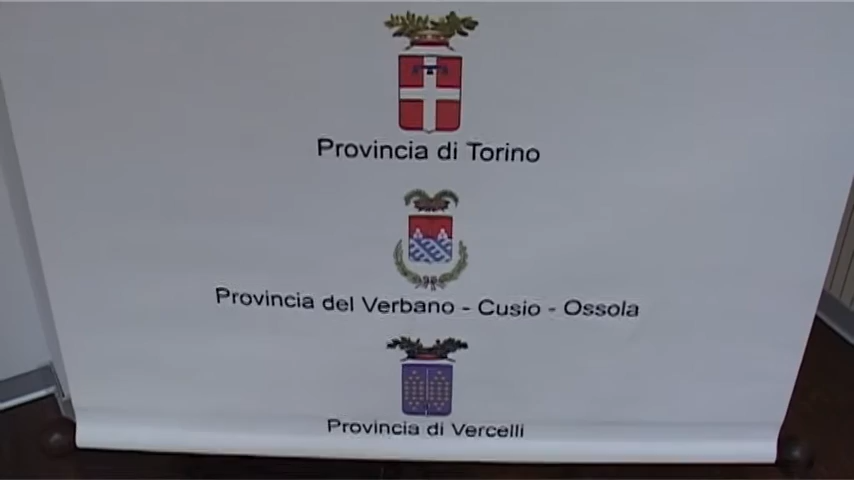 Provincia di Torino
Provincia del Verbano - Cusio - Ossola
Provincia di Vercelli